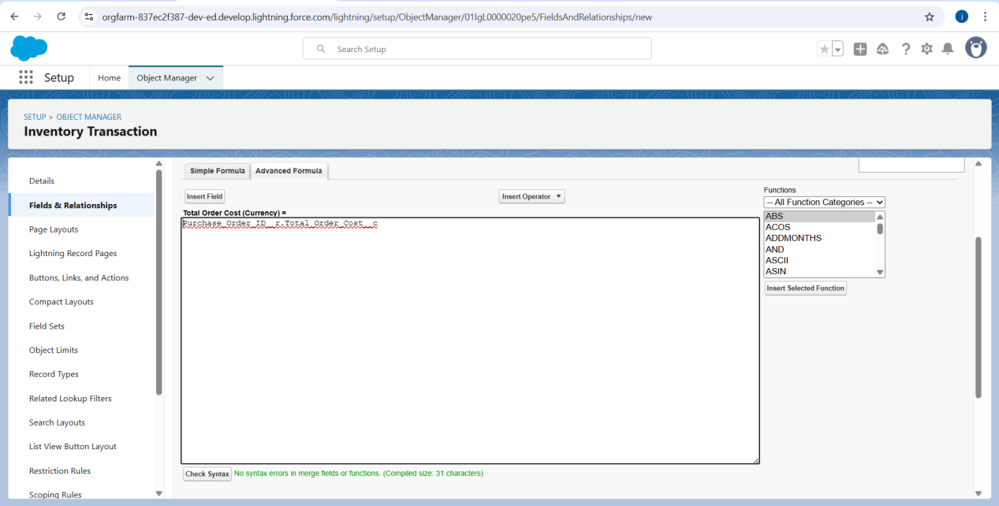 orgfarm-837ec2f387-dev-ed.develop.lightning.force.com/lightning/setup/ObjectManager/01IgL0000020pe5/FieldsAndRelationships/new
j
Search Setup
Setup
Home
Object Manager
SETUP > OBJECT MANAGER
Inventory Transaction
Details
Fields & Relationships
Page Layouts
Lightning Record Pages
Buttons, Links, and Actions
Compact Layouts
Field Sets
Object Limits
Record Types
Related Lookup Filters
Search Layouts
List View Button Layout
Restriction Rules
Scoping Rules
Simple Formula
Advanced Formula
Insert Field
Insert Operator
Total Order Cost (Currency) =
Purchase_Order_ID__r.Total_Order_Cost__c
Functions
-- All Function Categories --
ABS
ACOS
ADDMONTHS
AND
ASCII
ASIN
Insert Selected Function
Check Syntax
No syntax errors in merge fields or functions. (Compiled size: 31 characters)